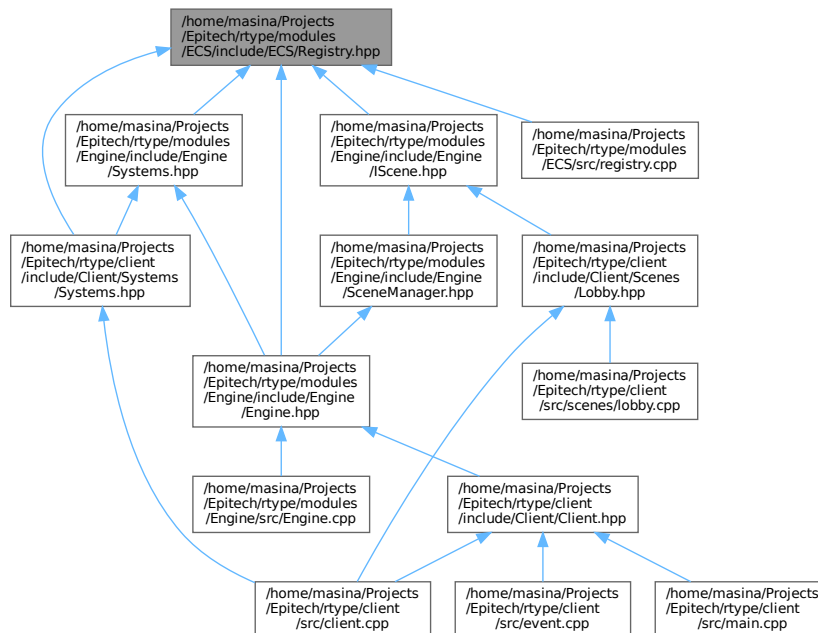 /home/masina/Projects
/Epitech/rtype/modules
/ECS/include/ECS/Registry.hpp
/home/masina/Projects
/Epitech/rtype/modules
/Engine/include/Engine
/Systems.hpp
/home/masina/Projects
/Epitech/rtype/modules
/Engine/include/Engine
/IScene.hpp
/home/masina/Projects
/Epitech/rtype/modules
/ECS/src/registry.cpp
/home/masina/Projects
/Epitech/rtype/client
/include/Client/Systems
/Systems.hpp
/home/masina/Projects
/Epitech/rtype/modules
/Engine/include/Engine
/SceneManager.hpp
/home/masina/Projects
/Epitech/rtype/client
/include/Client/Scenes
/Lobby.hpp
/home/masina/Projects
/Epitech/rtype/modules
/Engine/include/Engine
/Engine.hpp
/home/masina/Projects
/Epitech/rtype/client
src/scenes/lobby.cpp
/home/masina/Projects
/Epitech/rtype/modules
/Engine/src/Engine.cpp
/home/masina/Projects
/Epitech/rtype/client
/include/Client/Client.hpp
/home/masina/Projects
/Epitech/rtype/client
/src/client.cpp
/home/masina/Projects
/Epitech/rtype/client
/src/event.cpp
/home/masina/Projects
/Epitech/rtype/client
/src/main.cpp